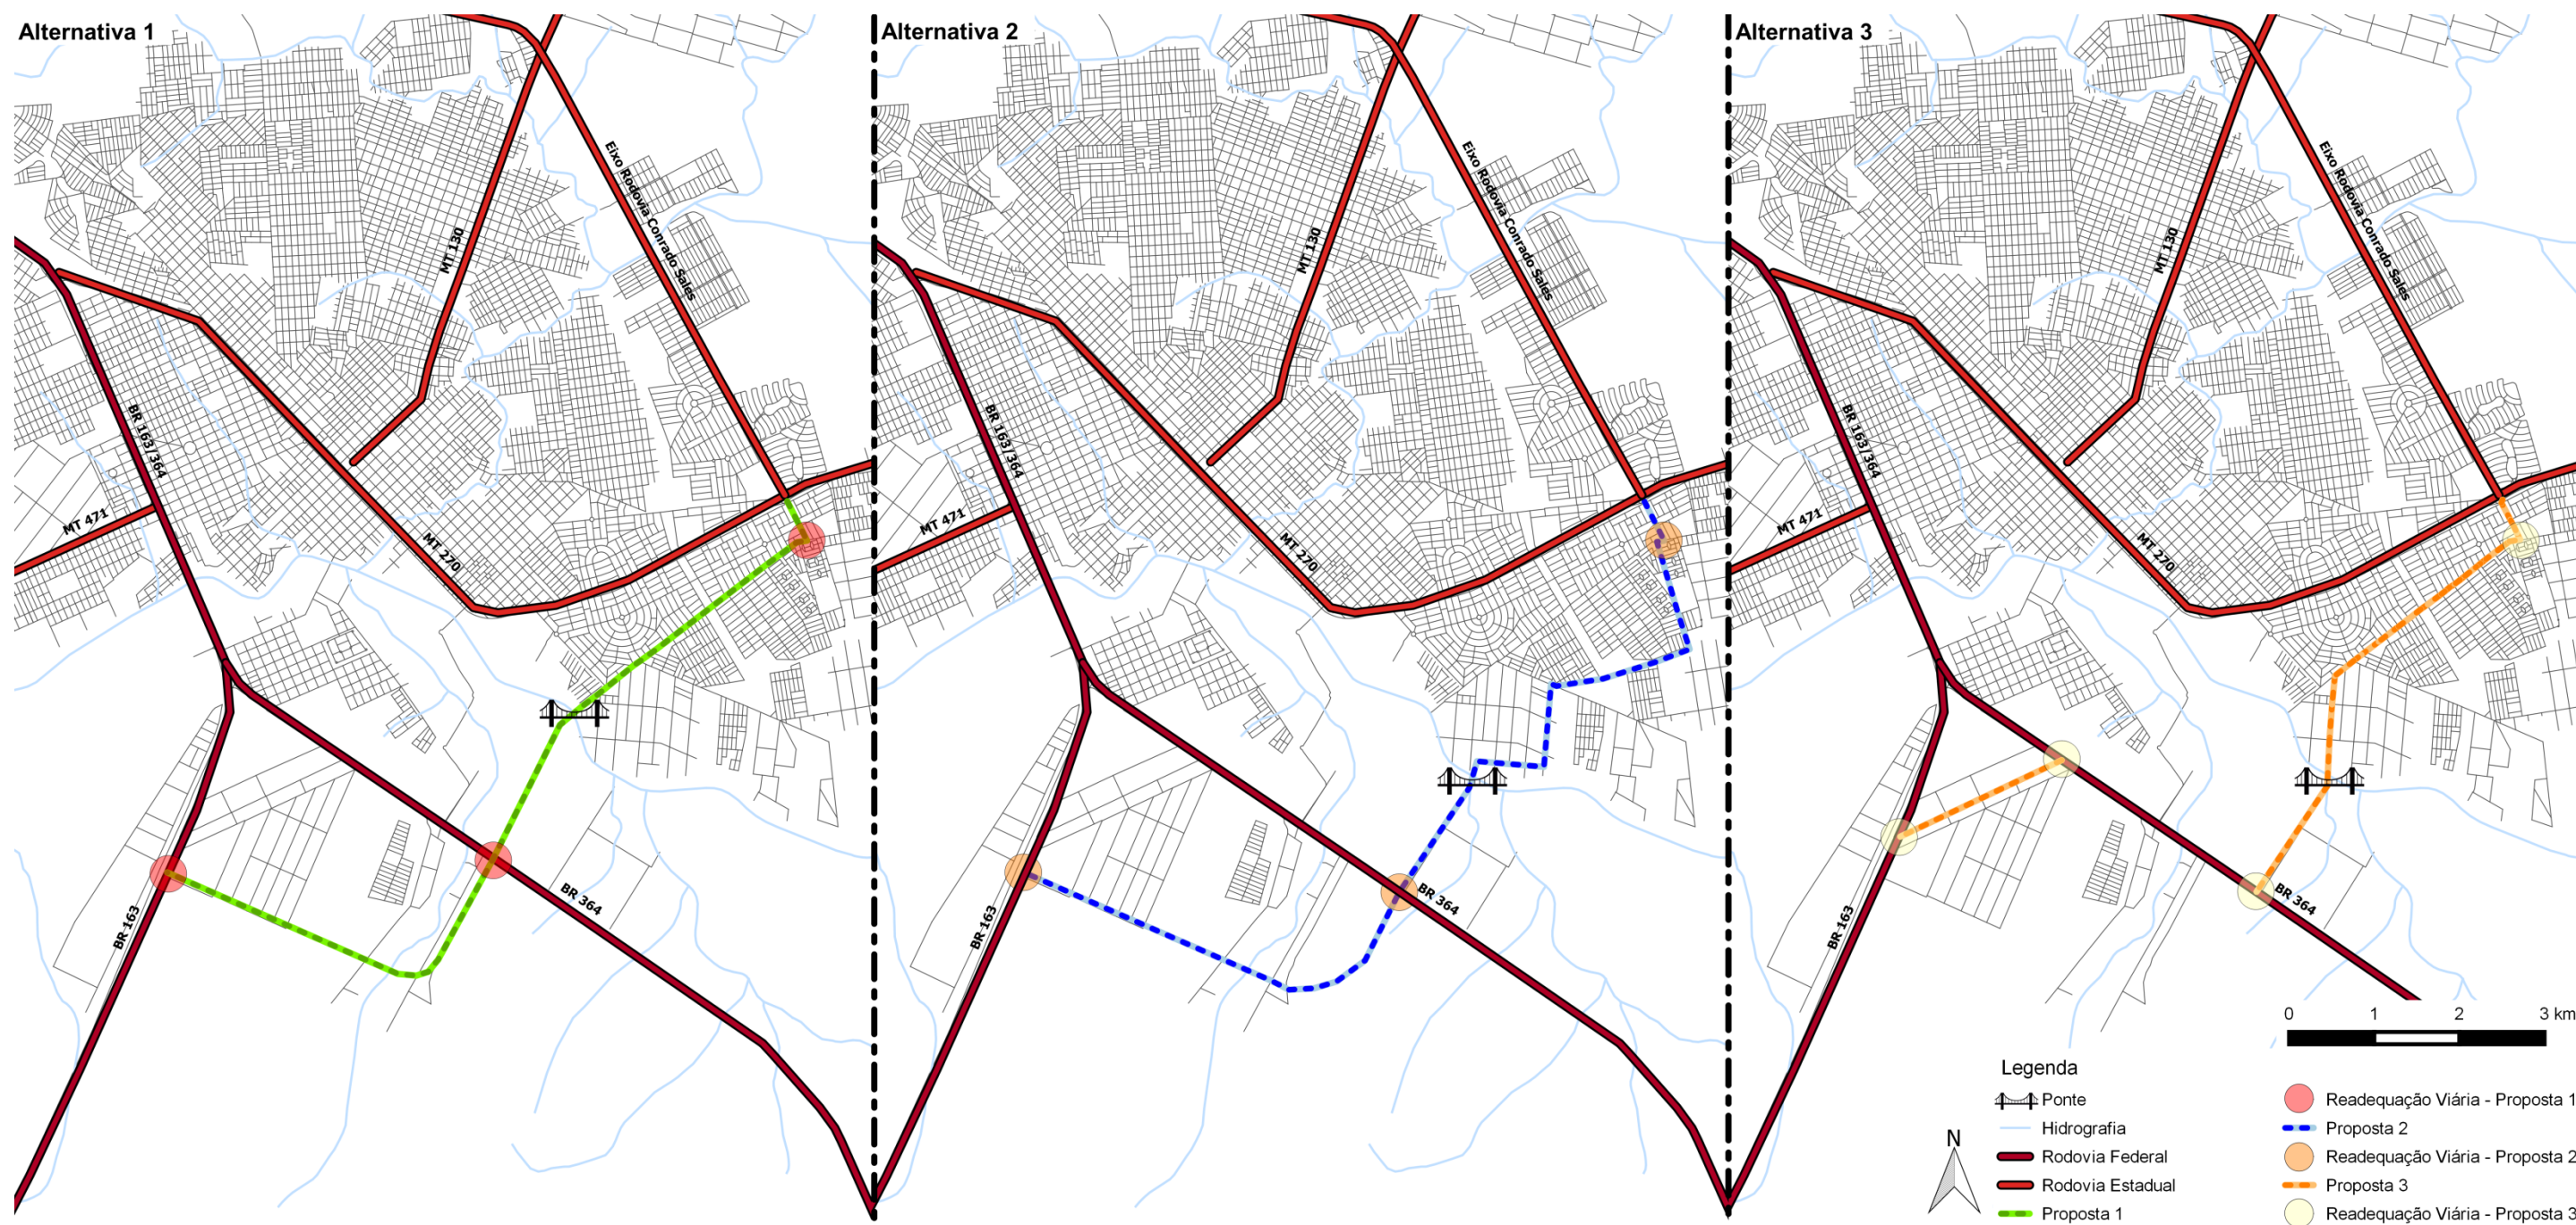 Alternativa 1
Alternativa 2
Alternativa 3
Eixo Rodovia Conrado Sales
Eixo Rodovia Conrado Sales
Eixo Rodovia Conrado Sales
MT 130
MT 130
MT 130
BR 163/364
BR 163/364
BR 163/364
MT 471
MT 471
MT 471
MT 270
MT 270
MT 270
BR 364
BR 364
BR 364
BR 163
BR 163
BR 163
0 1 2 3 km
Legenda
Ponte
Hidrografia
Rodovia Federal
Rodovia Estadual
Proposta 1
Readequação Viária - Proposta 1
Proposta 2
Readequação Viária - Proposta 2
Proposta 3
Readequação Viária - Proposta 3
N